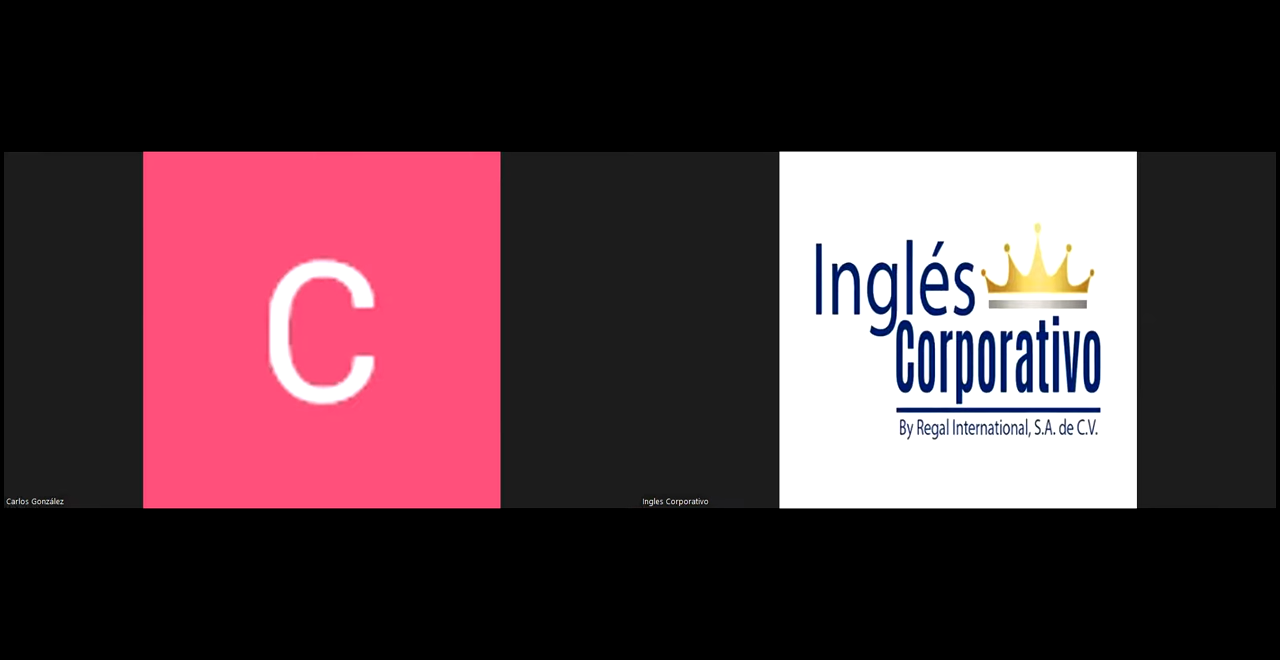 C
Carlos González
Inglés
Corporativo
By Regal International, S.A. de C.V.
Ingles Corporativo